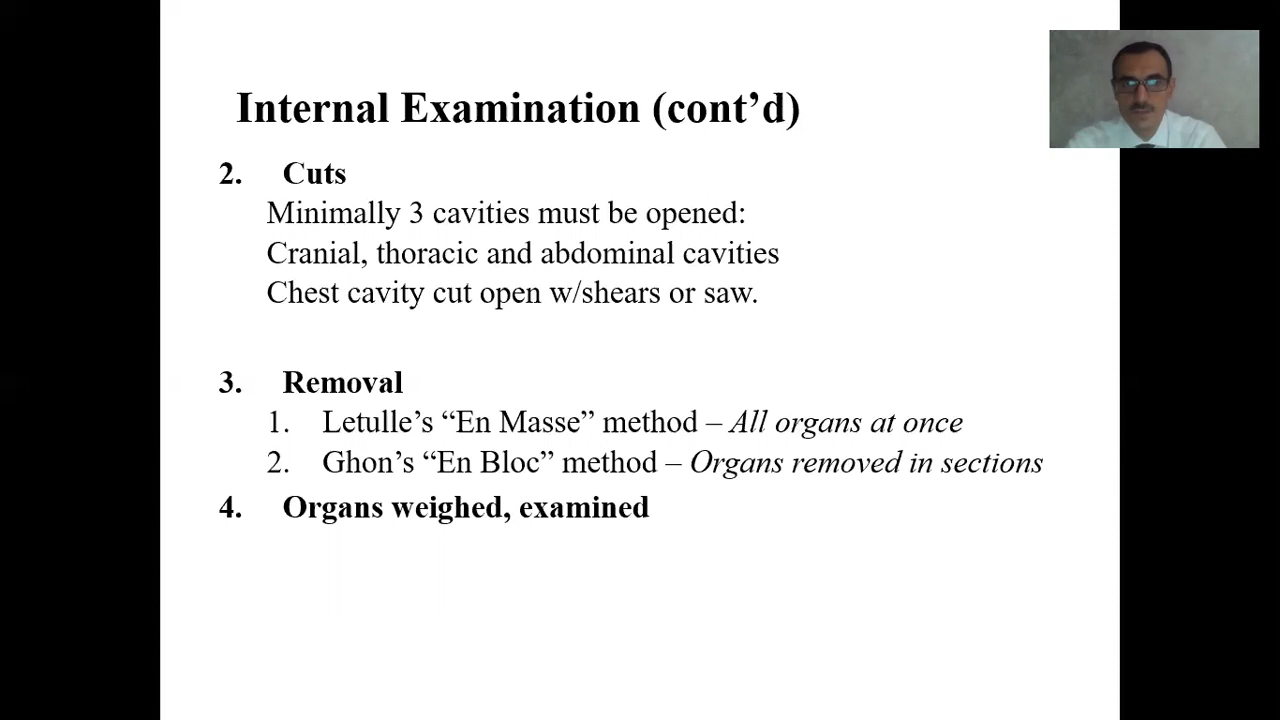 Internal Examination (cont’d)
2. Cuts
Minimally 3 cavities must be opened:
Cranial, thoracic and abdominal cavities
Chest cavity cut open w/shears or saw.
3. Removal
1. Letulle’s “En Masse” method – All organs at once
2. Ghon’s “En Bloc” method – Organs removed in sections
4. Organs weighed, examined